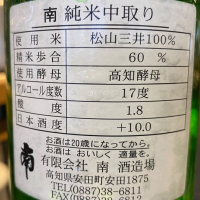 南 純米中取り
使用米 松山三井100%
精米歩合 60 %
使用酵母 高知酵母
アルコール度数 17度
酸度 1.8
日本酒度 +10.0
お酒は20歳になってから。
お酒は おいしく 適量を。
南
有限会社 南 酒造場
高知県安田町安田1875
TEL(0887)38-6811
FAX(0887)38-6812